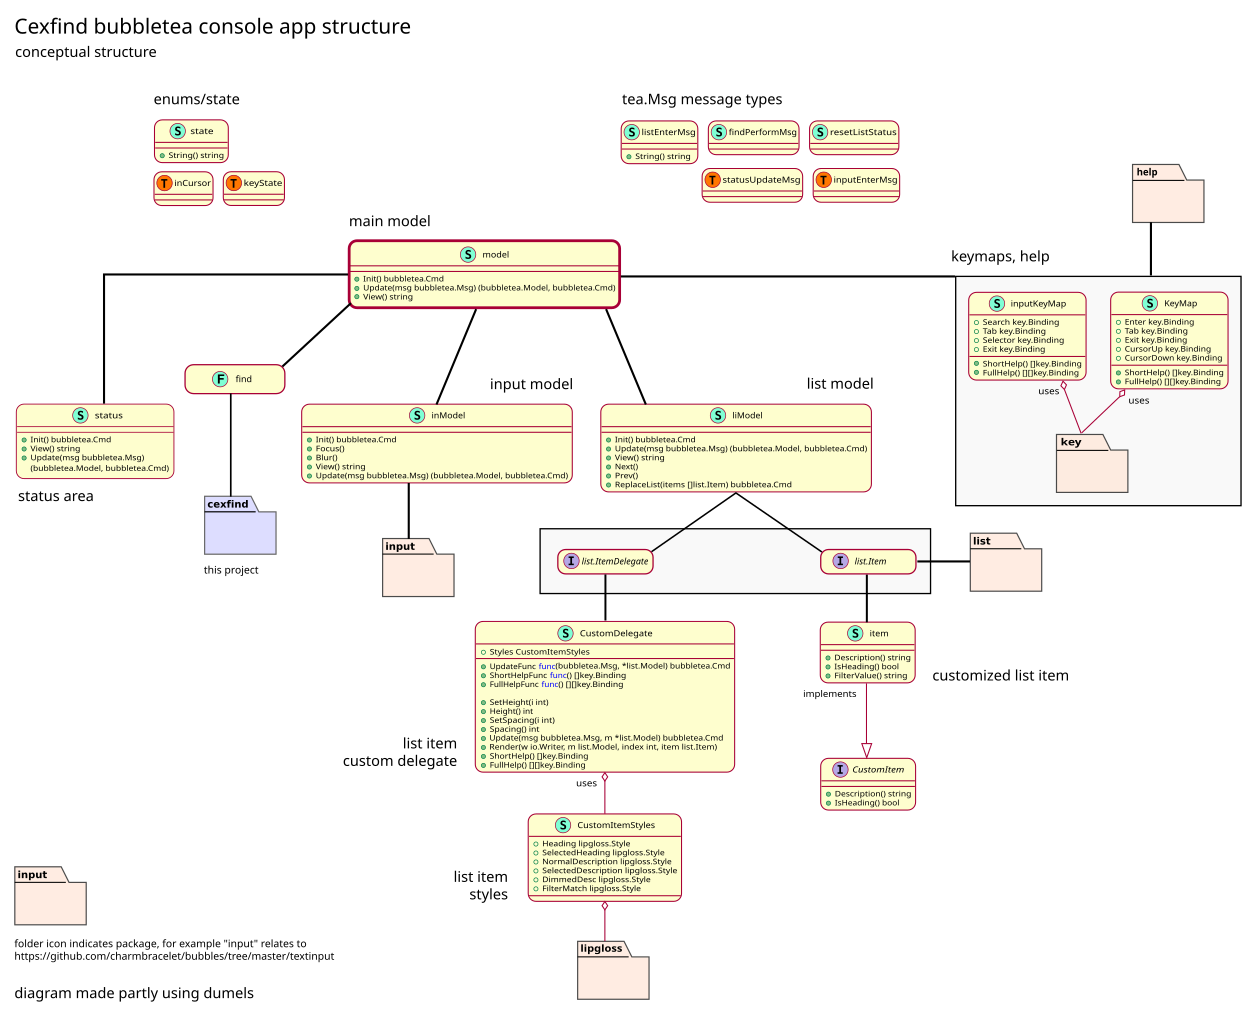 Cexfind bubbletea console app structure
conceptual structure
enums/state
S state
String() string
T inCursor
T keyState
tea.Msg message types
S listEnterMsg
String() string
S findPerformMsg
S resetListStatus
T statusUpdateMsg
T inputEnterMsg
help
main model
S model
Init() bubbletea.Cmd
Update(msg bubbletea.Msg) (bubbletea.Model, bubbletea.Cmd)
View() string
keymaps, help
S inputKeyMap
Search key.Binding
Tab key.Binding
Selector key.Binding
Exit key.Binding
ShortHelp() []key.Binding
FullHelp() [][]key.Binding
uses
S KeyMap
Enter key.Binding
Tab key.Binding
Exit key.Binding
CursorUp key.Binding
CursorDown key.Binding
ShortHelp() []key.Binding
FullHelp() [][]key.Binding
uses
key
F find
S status
Init() bubbletea.Cmd
View() string
Update(msg bubbletea.Msg)
(bubbletea.Model, bubbletea.Cmd)
status area
cexfind
this project
input model
S inModel
Init() bubbletea.Cmd
Focus()
Blur()
View() string
Update(msg bubbletea.Msg) (bubbletea.Model, bubbletea.Cmd)
input
list model
S liModel
Init() bubbletea.Cmd
Update(msg bubbletea.Msg) (bubbletea.Model, bubbletea.Cmd)
View() string
Next()
Prev()
ReplaceList(items []list.Item) bubbletea.Cmd
I list.ItemDelegate
I list.Item
list
S CustomDelegate
Styles CustomItemStyles
UpdateFunc func(bubbletea.Msg, *list.Model) bubbletea.Cmd
ShortHelpFunc func() []key.Binding
FullHelpFunc func() [][]key.Binding
SetHeight(i int)
Height() int
SetSpacing(i int)
Spacing() int
Update(msg bubbletea.Msg, m *list.Model) bubbletea.Cmd
Render(w io.Writer, m list.Model, index int, item list.Item)
ShortHelp() []key.Binding
FullHelp() [][]key.Binding
list item
custom delegate
uses
S item
Description() string
IsHeading() bool
FilterValue() string
customized list item
implements
I CustomItem
Description() string
IsHeading() bool
S CustomItemStyles
Heading lipgloss.Style
SelectedHeading lipgloss.Style
NormalDescription lipgloss.Style
SelectedDescription lipgloss.Style
DimmedDesc lipgloss.Style
FilterMatch lipgloss.Style
list item
styles
lipgloss
input
folder icon indicates package, for example "input" relates to
https://github.com/charmbracelet/bubbles/tree/master/textinput
diagram made partly using dumels